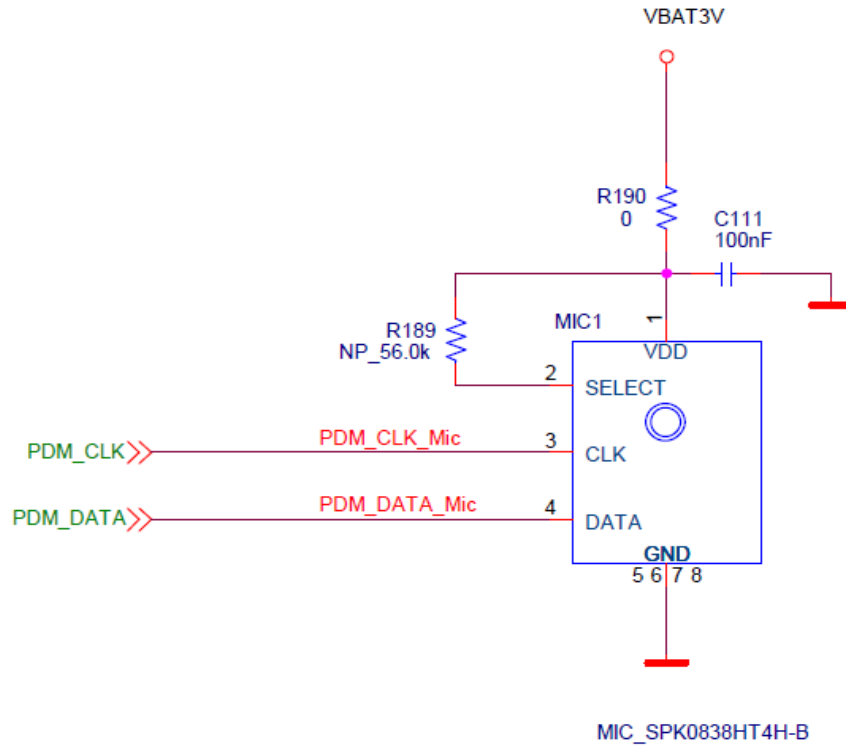 VBAT3V
R190
0
C111
100nF
R189
NP_56.0k
MIC1
1
VDD
2
SELECT
PDM_CLK
PDM_CLK_Mic
3
CLK
PDM_DATA
PDM_DATA_Mic
4
DATA
GND
5 6 7 8
MIC_SPK0838HT4H-B